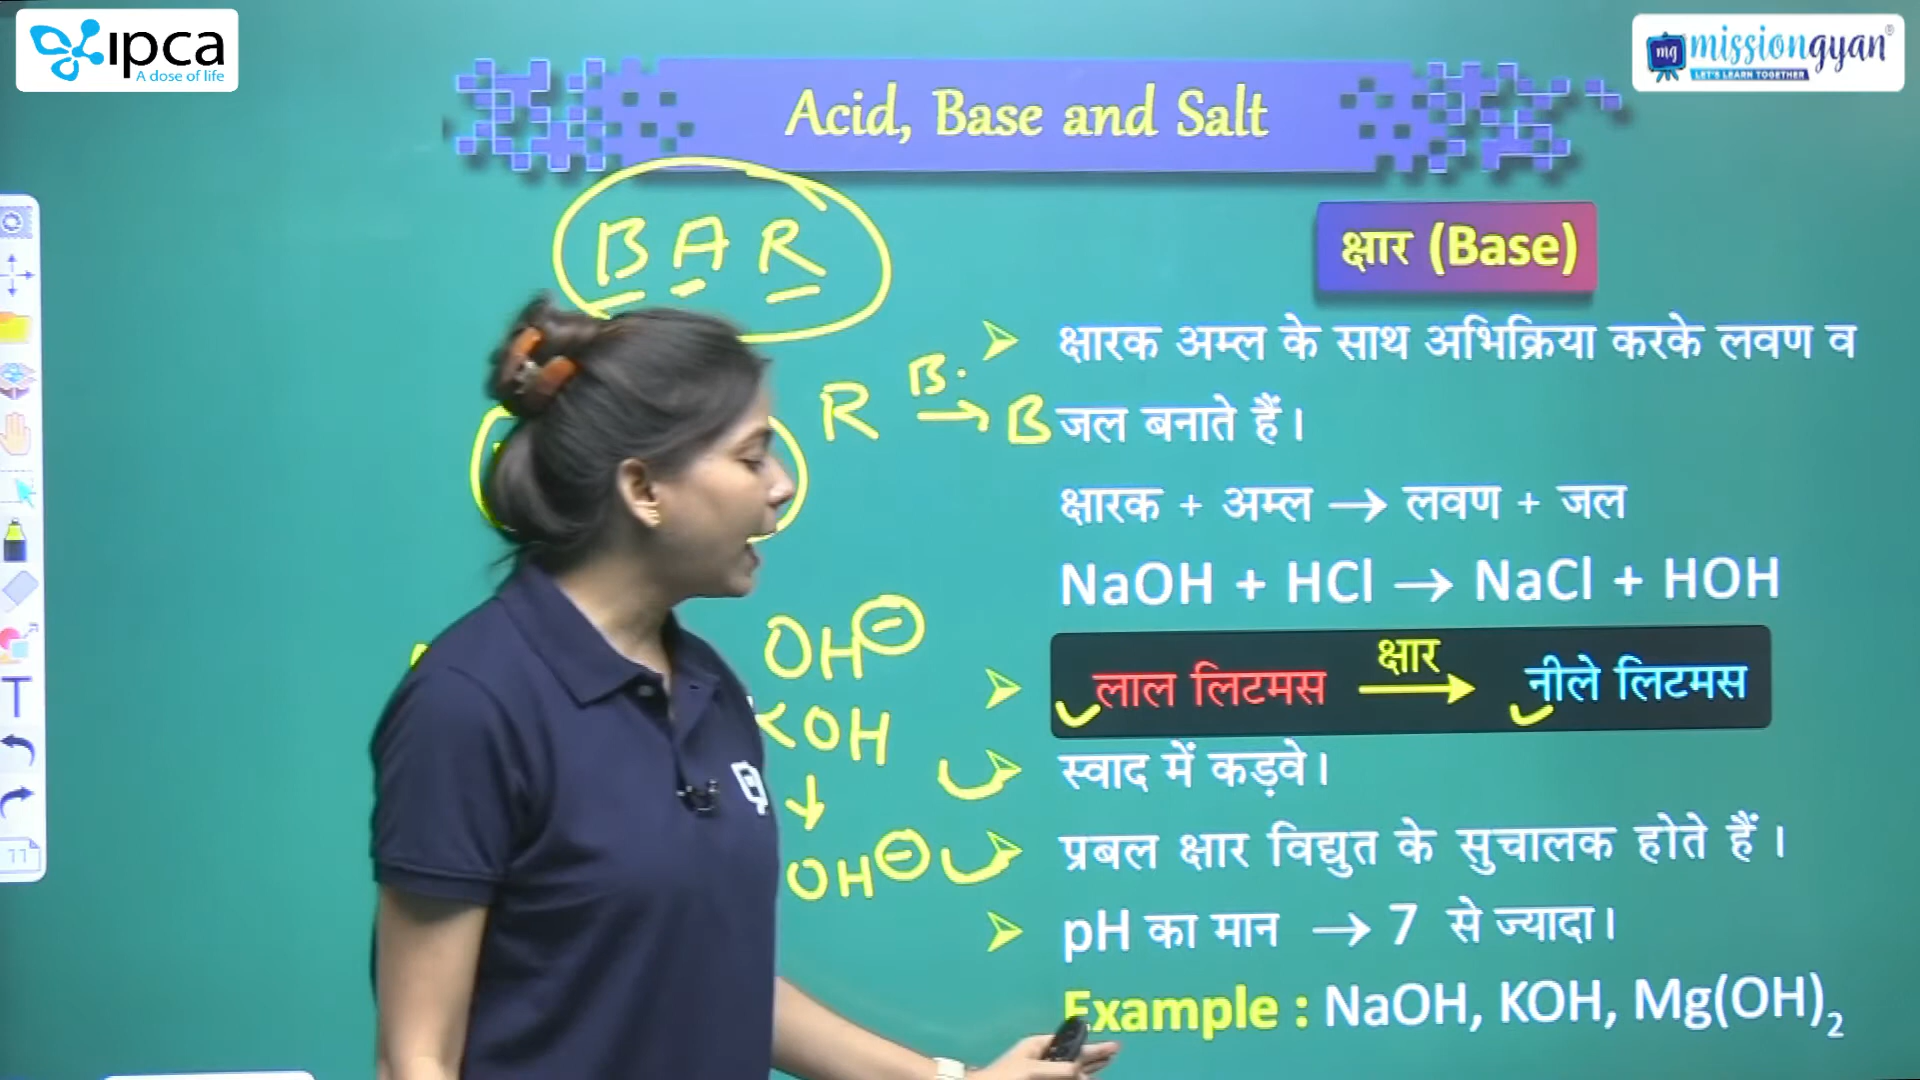 ipca
A dose of life
mg missiongyan®
LET'S LEARN TOGETHER
Acid, Base and Salt
BAR
R B. → B
क्षार (Base)
क्षारक अम्ल के साथ अभिक्रिया करके लवण व
जल बनाते हैं।
क्षारक + अम्ल → लवण + जल
NaOH + HCl → NaCl + HOH
OH⊖
लाल लिटमस क्षार → नीले लिटमस
KOH
↓
OH⊖
स्वाद में कड़वे।
प्रबल क्षार विद्युत के सुचालक होते हैं।
pH का मान → 7 से ज्यादा।
Example : NaOH, KOH, Mg(OH)₂
T
11